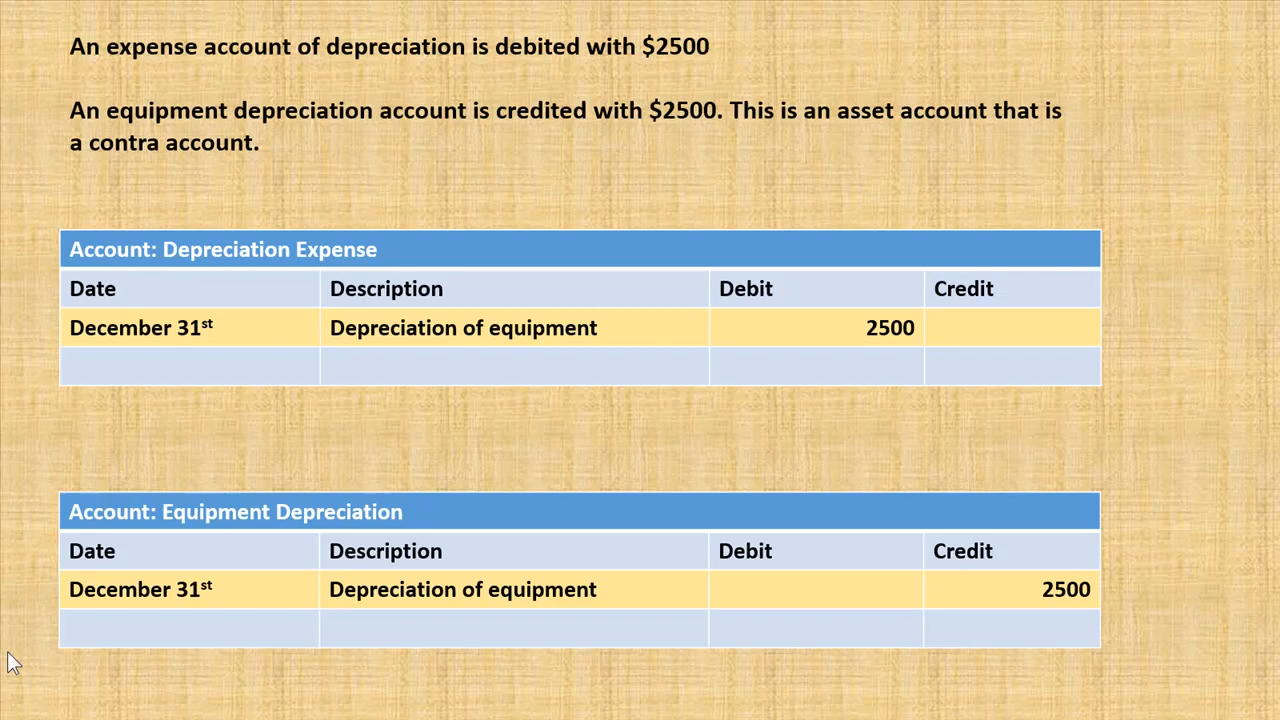 An expense account of depreciation is debited with $2500
An equipment depreciation account is credited with $2500. This is an asset account that is
a contra account.
Account: Depreciation Expense
Date Description Debit Credit
December 31st Depreciation of equipment 2500
Account: Equipment Depreciation
Date Description Debit Credit
December 31st Depreciation of equipment 2500